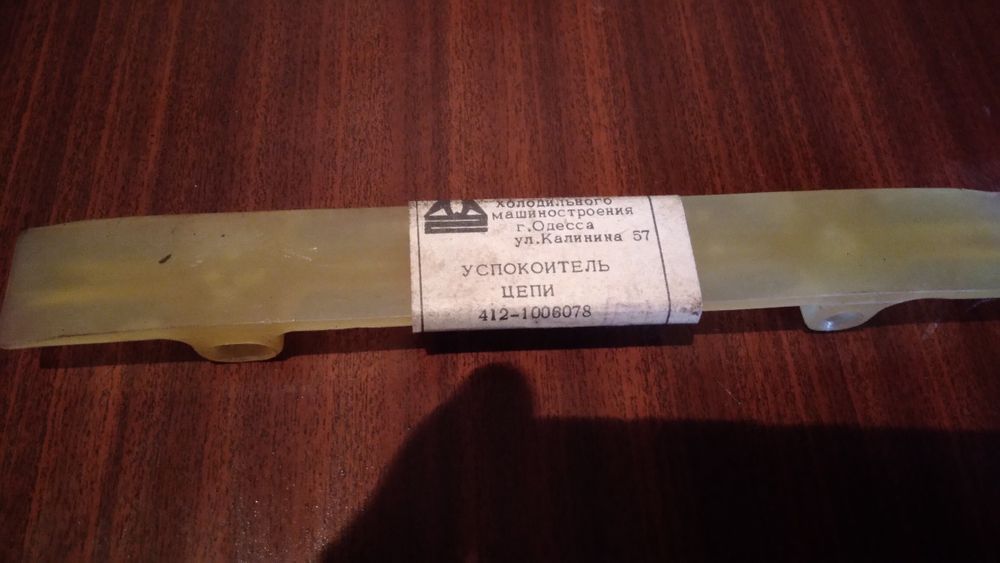 холодильного
машиностроения
г.Одесса
ул.Калинина 57
УСПОКОИТЕЛЬ
ЦЕПИ
412-1006078